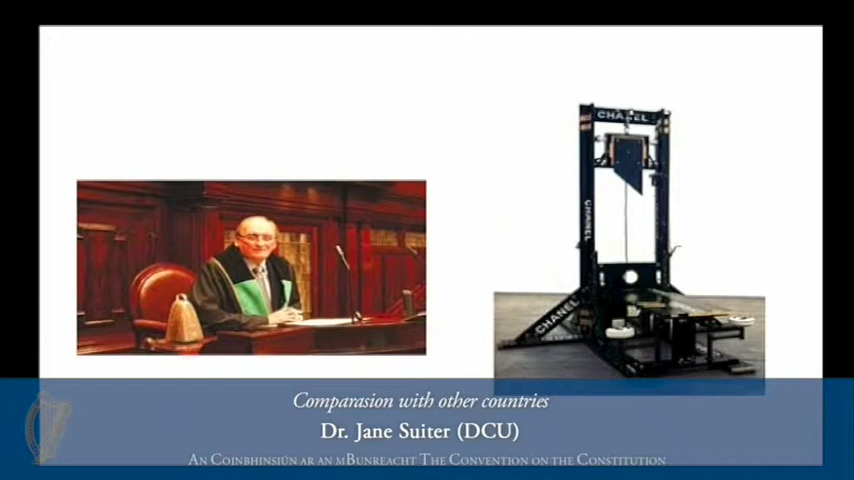 CHANEL
CHANEL
CHANEL
Comparasion with other countries
Dr. Jane Suiter (DCU)
An Coinbhinsiún ar an mBunreacht The Convention on the Constitution